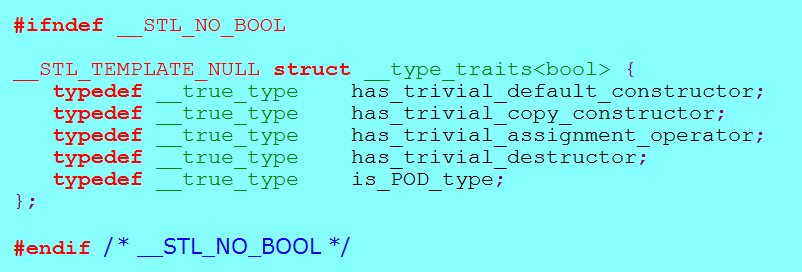 #ifndef __STL_NO_BOOL
__STL_TEMPLATE_NULL struct __type_traits<bool> {
typedef __true_type has_trivial_default_constructor;
typedef __true_type has_trivial_copy_constructor;
typedef __true_type has_trivial_assignment_operator;
typedef __true_type has_trivial_destructor;
typedef __true_type is_POD_type;
};
#endif /* __STL_NO_BOOL */